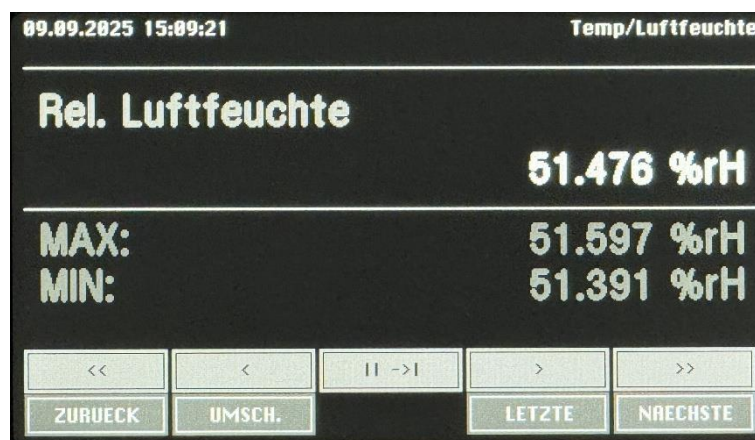 09.09.2025 15:09:21 Temp/Luftfeuchte
Rel. Luftfeuchte
51.476 %rH
MAX: 51.597 %rH
MIN: 51.391 %rH
<< < II ->I > >>
ZURUECK UMSCH. LETZTE NAECHSTE